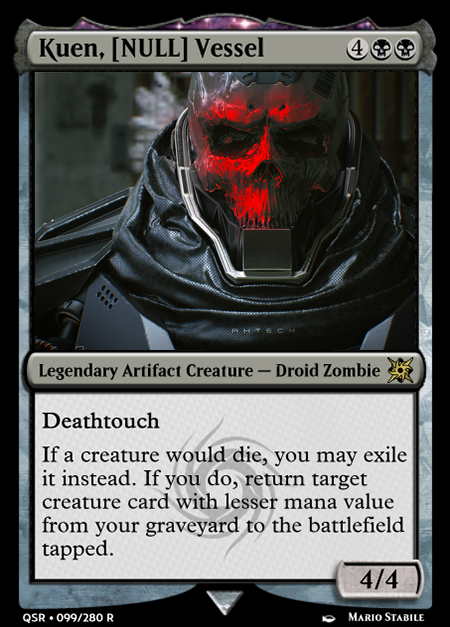 Kuen, [NULL] Vessel 4
AHTECH
Legendary Artifact Creature — Droid Zombie
Deathtouch
If a creature would die, you may exile
it instead. If you do, return target
creature card with lesser mana value
from your graveyard to the battlefield
tapped.
4/4
QSR • 099/280 R Mario Stabile